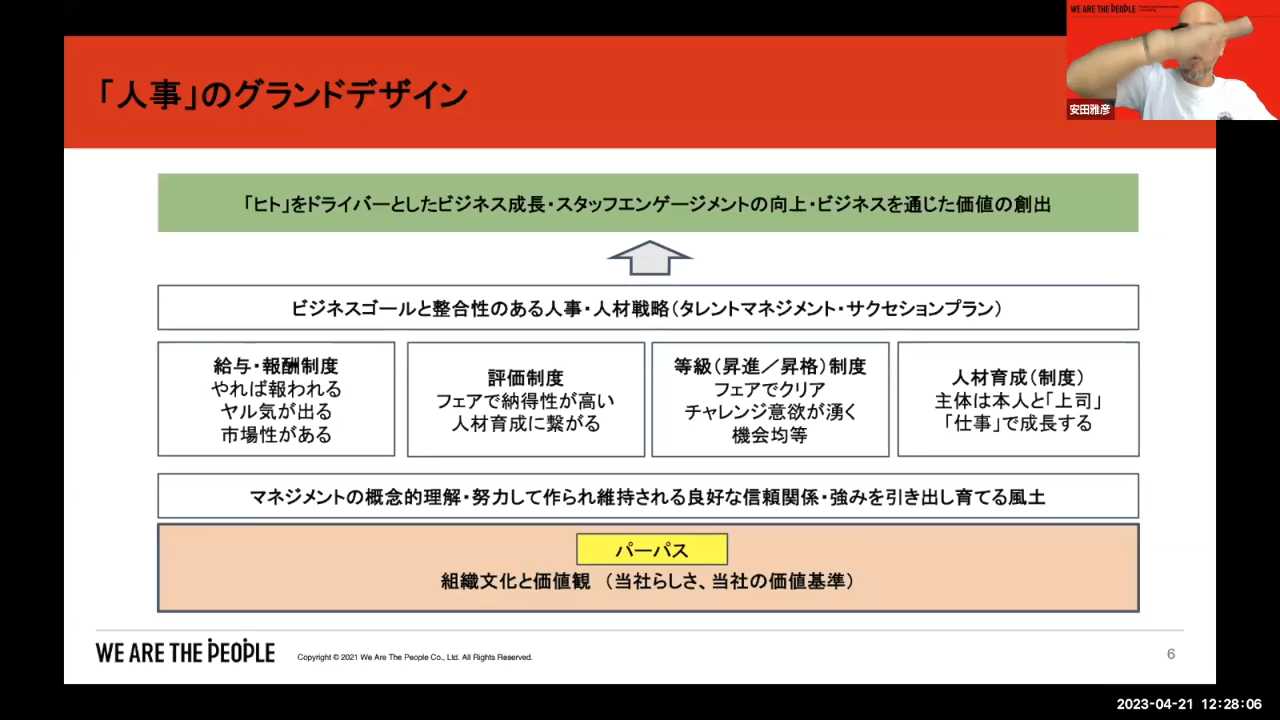 WE ARE THE PEOPLE
安田雅彦
「人事」のグランドデザイン
「ヒト」をドライバーとしたビジネス成長・スタッフエンゲージメントの向上・ビジネスを通じた価値の創出
ビジネスゴールと整合性のある人事・人材戦略（タレントマネジメント・サクセションプラン）
給与・報酬制度
やれば報われる
ヤル気が出る
市場性がある
評価制度
フェアで納得性が高い
人材育成に繋がる
等級（昇進／昇格）制度
フェアでクリア
チャレンジ意欲が湧く
機会均等
人材育成（制度）
主体は本人と「上司」
「仕事」で成長する
マネジメントの概念的理解・努力して作られ維持される良好な信頼関係・強みを引き出し育てる風土
パーパス
組織文化と価値観　（当社らしさ、当社の価値基準）
WE ARE THE PEOPLE
Copyright © 2021 We Are The People Co., Ltd. All Rights Reserved.
6
2023-04-21 12:28:06